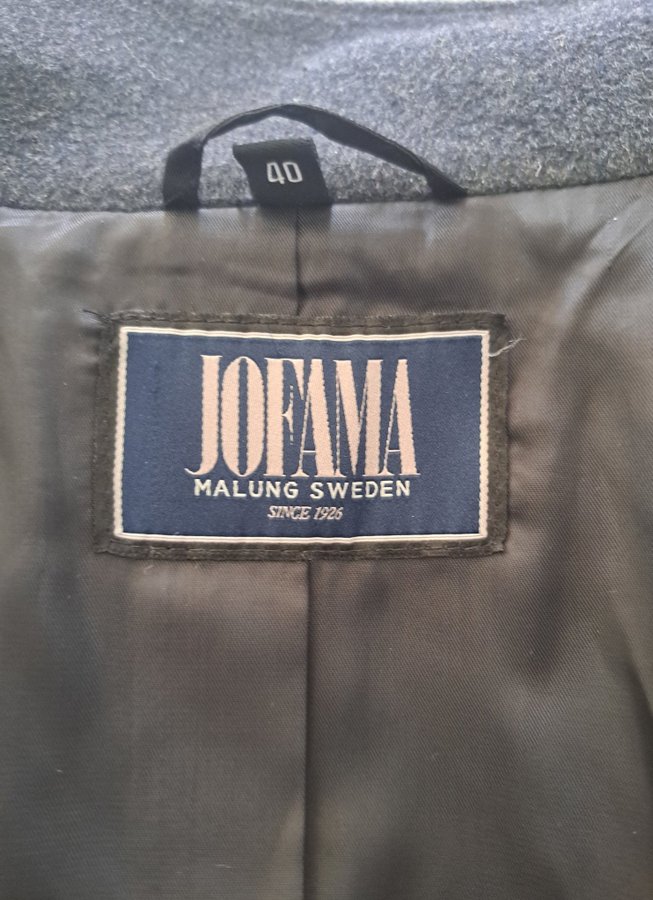 40
JOFAMA
MALUNG SWEDEN
SINCE 1926